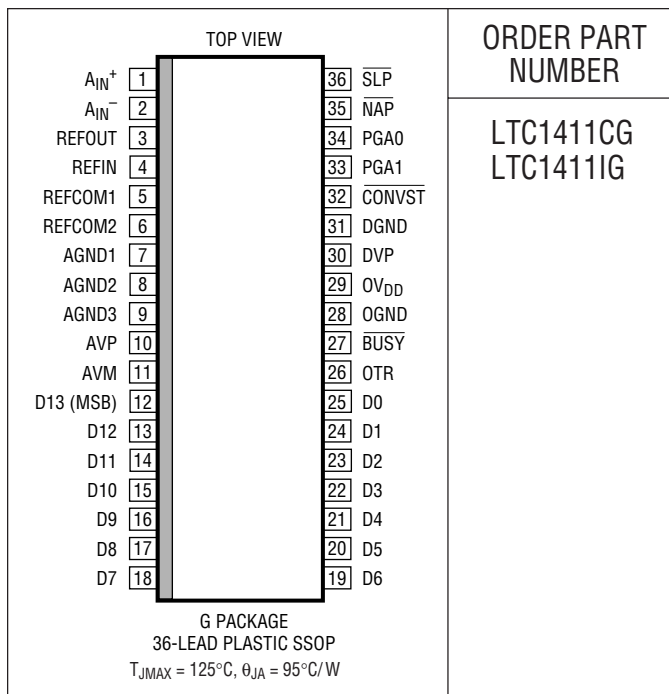 TOP VIEW
A_IN^+ 1
A_IN^− 2
REFOUT 3
REFIN 4
REFCOM1 5
REFCOM2 6
AGND1 7
AGND2 8
AGND3 9
AVP 10
AVM 11
D13 (MSB) 12
D12 13
D11 14
D10 15
D9 16
D8 17
D7 18
36 S̅L̅P̅
35 N̅A̅P̅
34 PGA0
33 PGA1
32 C̅O̅N̅V̅S̅T̅
31 DGND
30 DVP
29 OV_DD
28 OGND
27 B̅U̅S̅Y̅
26 OTR
25 D0
24 D1
23 D2
22 D3
21 D4
20 D5
19 D6
G PACKAGE
36-LEAD PLASTIC SSOP
T_JMAX = 125°C, θ_JA = 95°C/W
ORDER PART
NUMBER
LTC1411CG
LTC1411IG